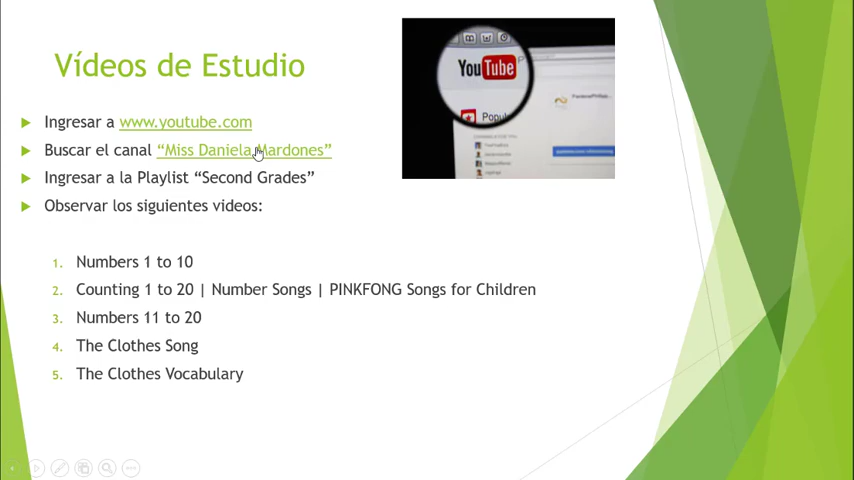 Vídeos de Estudio
YouTube
Popul
Ingresar a www.youtube.com
Buscar el canal “Miss Daniela Mardones”
Ingresar a la Playlist “Second Grades”
Observar los siguientes videos:
1. Numbers 1 to 10
2. Counting 1 to 20 | Number Songs | PINKFONG Songs for Children
3. Numbers 11 to 20
4. The Clothes Song
5. The Clothes Vocabulary